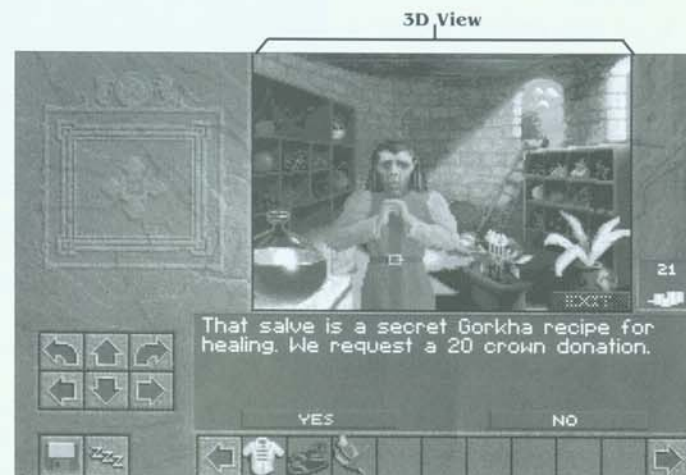 3D View
EXIT
21
That salve is a secret Gorkha recipe for
healing. We request a 20 crown donation.
YES
NO
ZZZ